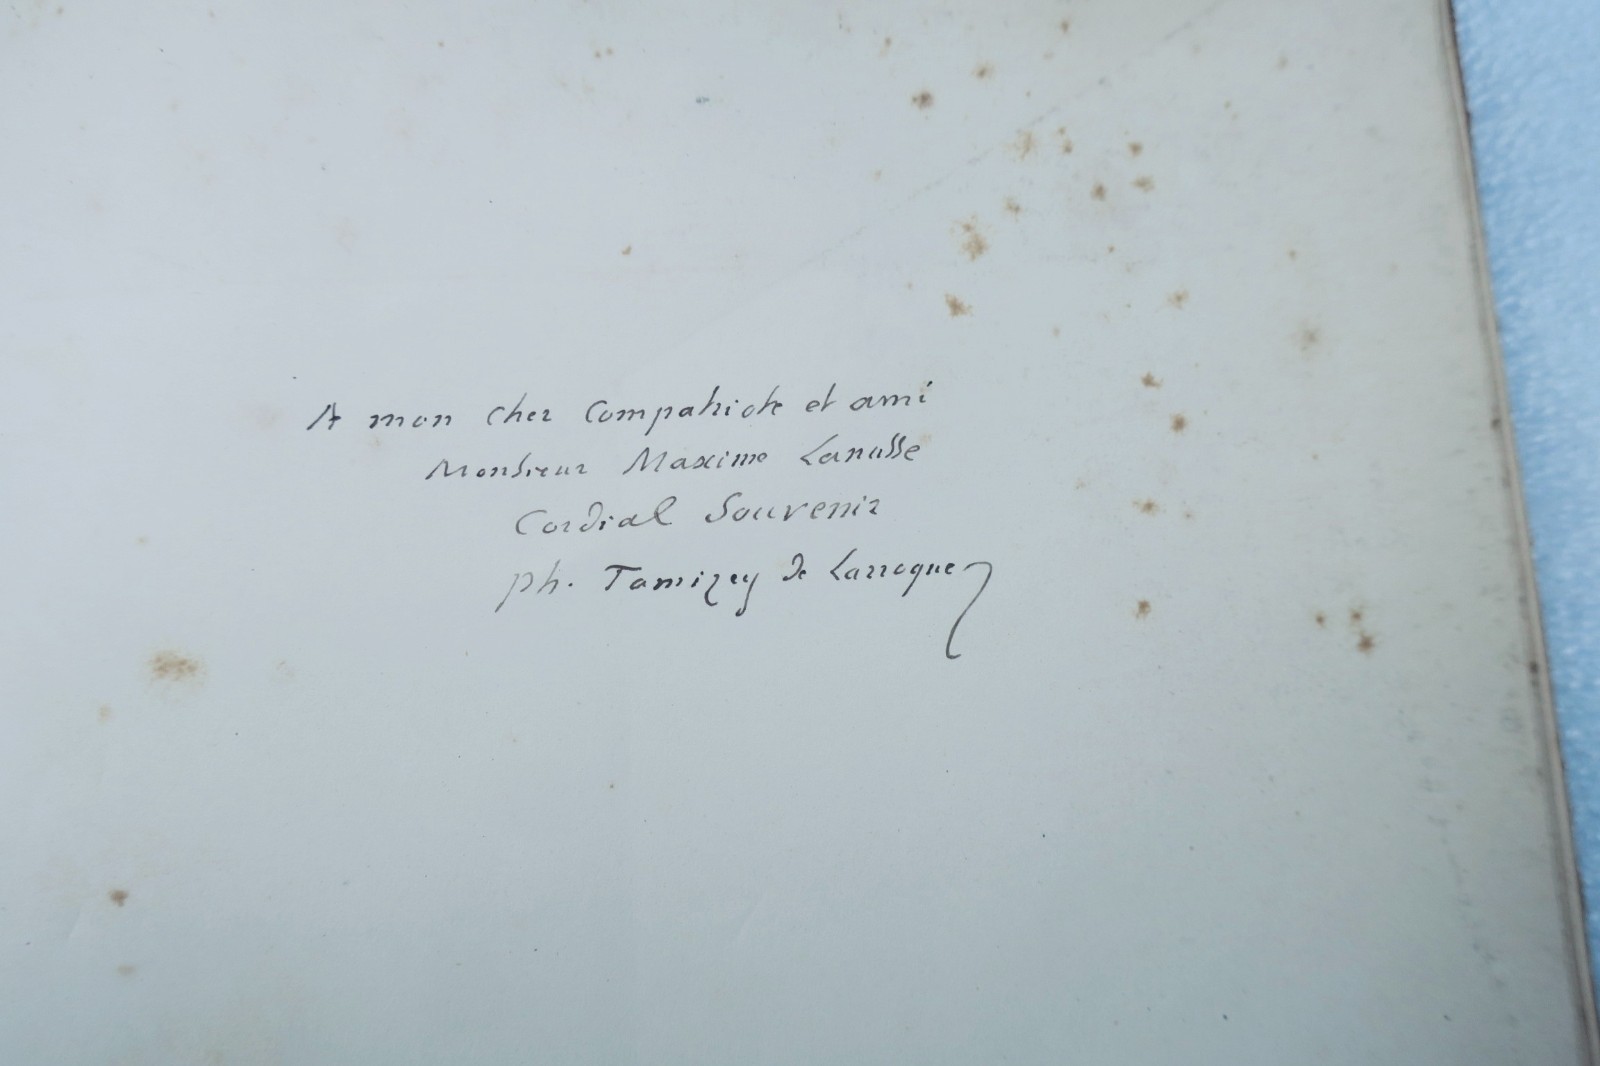 A mon cher Compatriote et ami
Monsieur Maxime Lanusse
Cordial Souvenir
Ph. Tamizey de Larroque